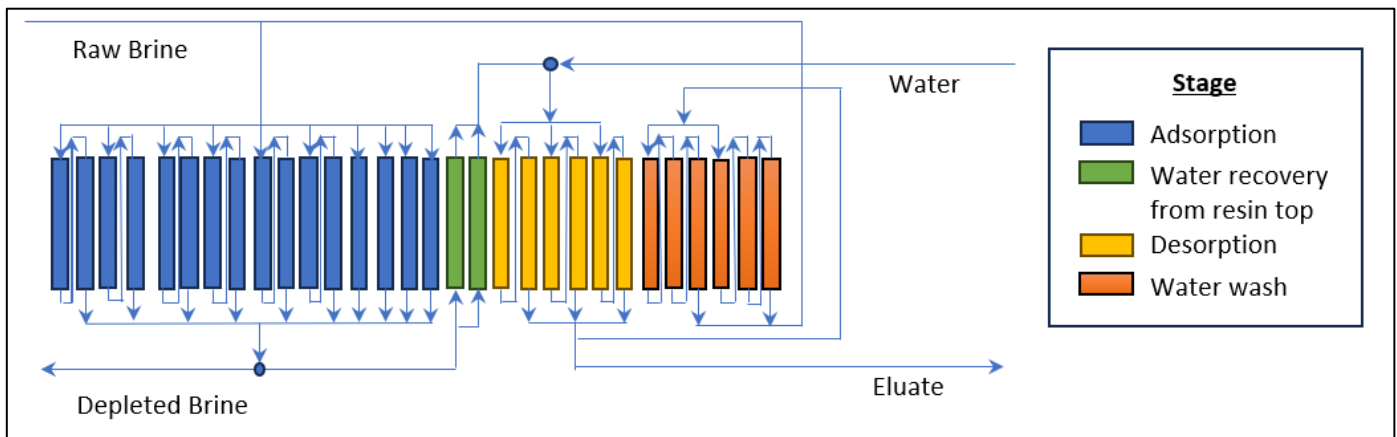 Raw Brine
Water
Depleted Brine
Eluate
Stage
Adsorption
Water recovery
from resin top
Desorption
Water wash